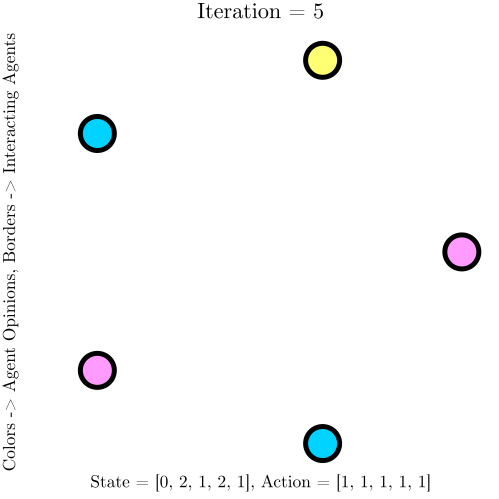 Iteration = 5
Colors -> Agent Opinions, Borders -> Interacting Agents
State = [0, 2, 1, 2, 1], Action = [1, 1, 1, 1, 1]